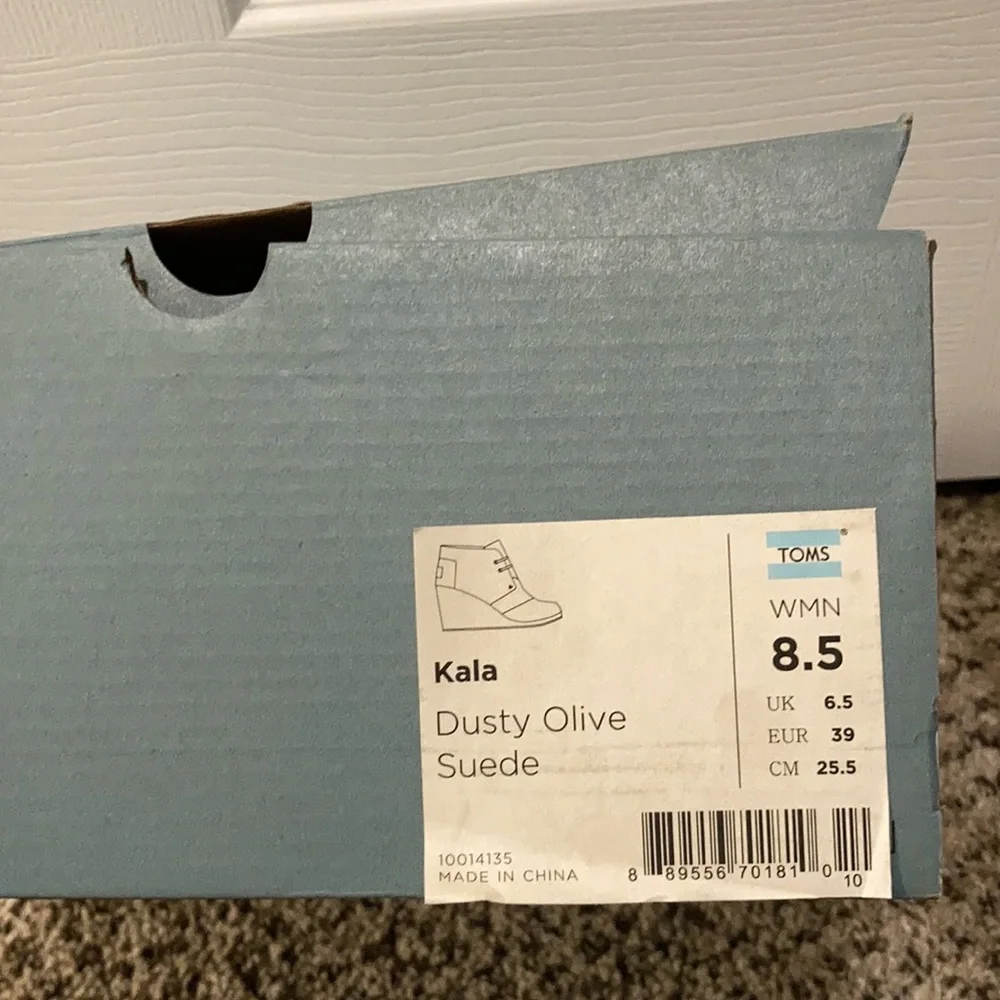 TOMS®
WMN
8.5
UK 6.5
EUR 39
CM 25.5
Kala
Dusty Olive
Suede
10014135
MADE IN CHINA
8 89556 70181 0 10